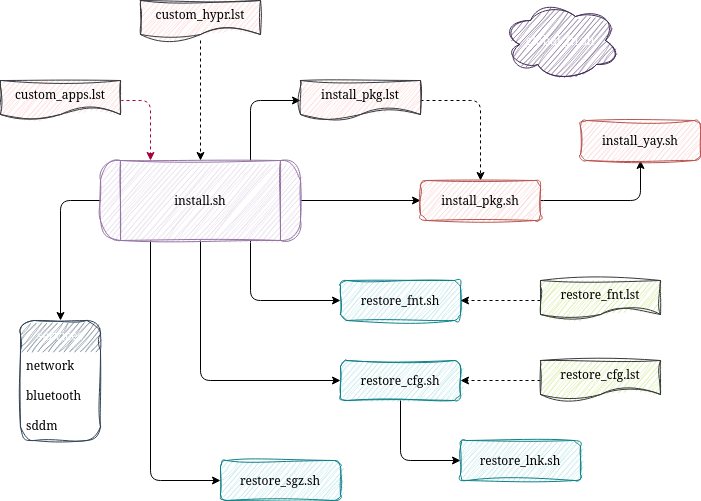 custom_hypr.lst
custom_apps.lst
install_pkg.lst
install_yay.sh
install.sh
install_pkg.sh
restore_fnt.sh
restore_fnt.lst
network
bluetooth
sddm
restore_cfg.sh
restore_cfg.lst
restore_lnk.sh
restore_sgz.sh